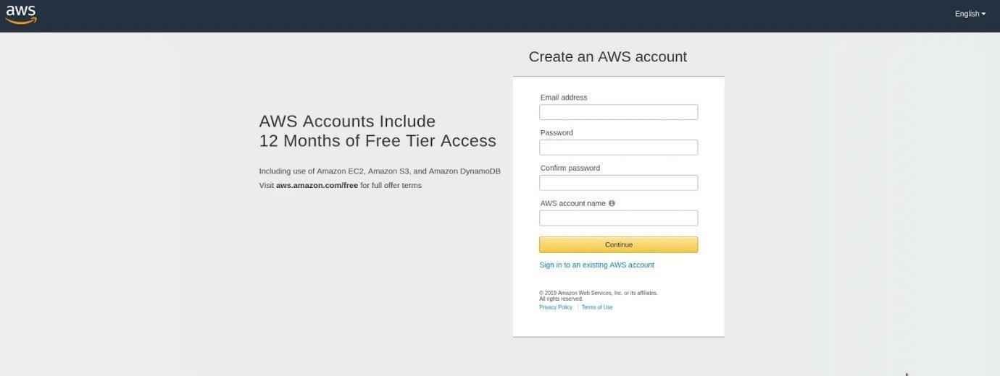 aws
English
Create an AWS account
AWS Accounts Include
12 Months of Free Tier Access
Including use of Amazon EC2, Amazon S3, and Amazon DynamoDB
Visit aws.amazon.com/free for full offer terms
Email address
Password
Confirm password
AWS account name
Continue
Sign in to an existing AWS account
© 2019 Amazon Web Services, Inc. or its affiliates.
All rights reserved.
Privacy Policy | Terms of Use